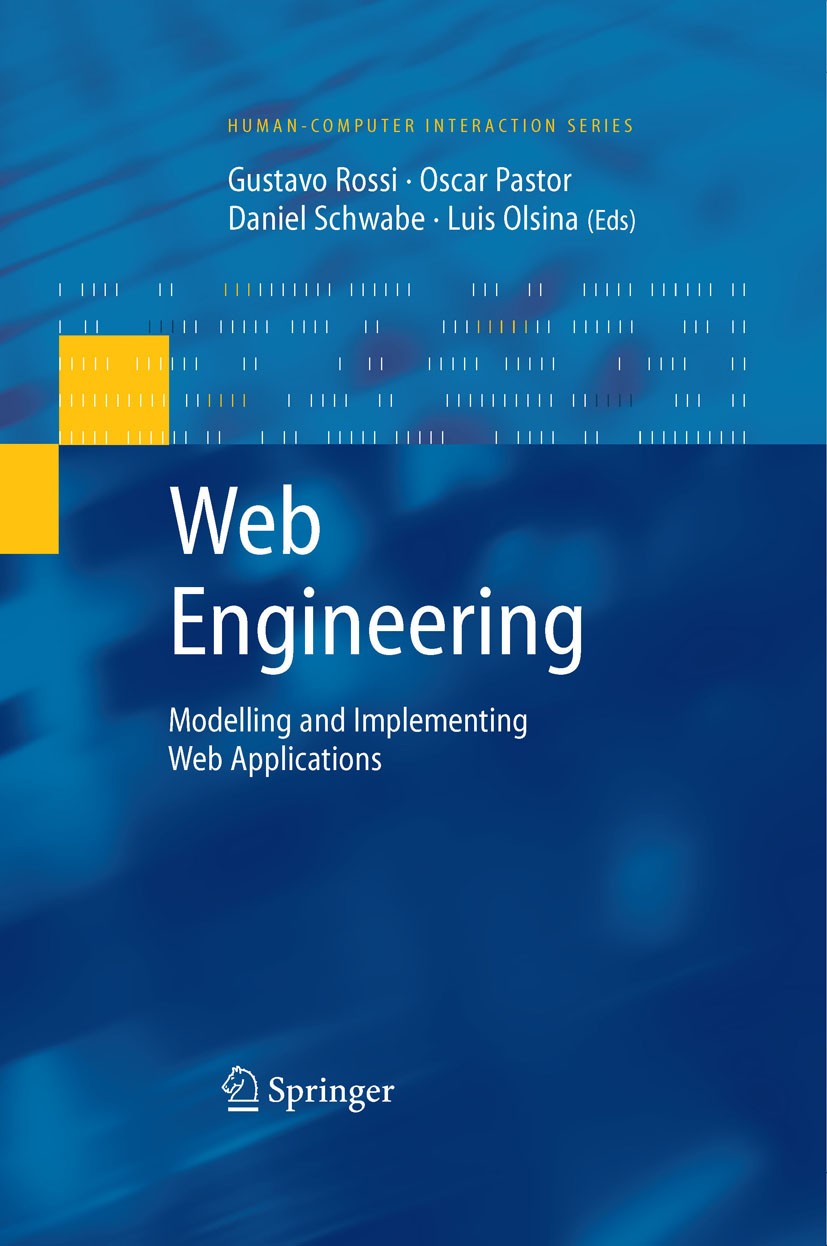 HUMAN-COMPUTER INTERACTION SERIES
Gustavo Rossi · Oscar Pastor
Daniel Schwabe · Luis Olsina (Eds)
Web
Engineering
Modelling and Implementing
Web Applications
Springer